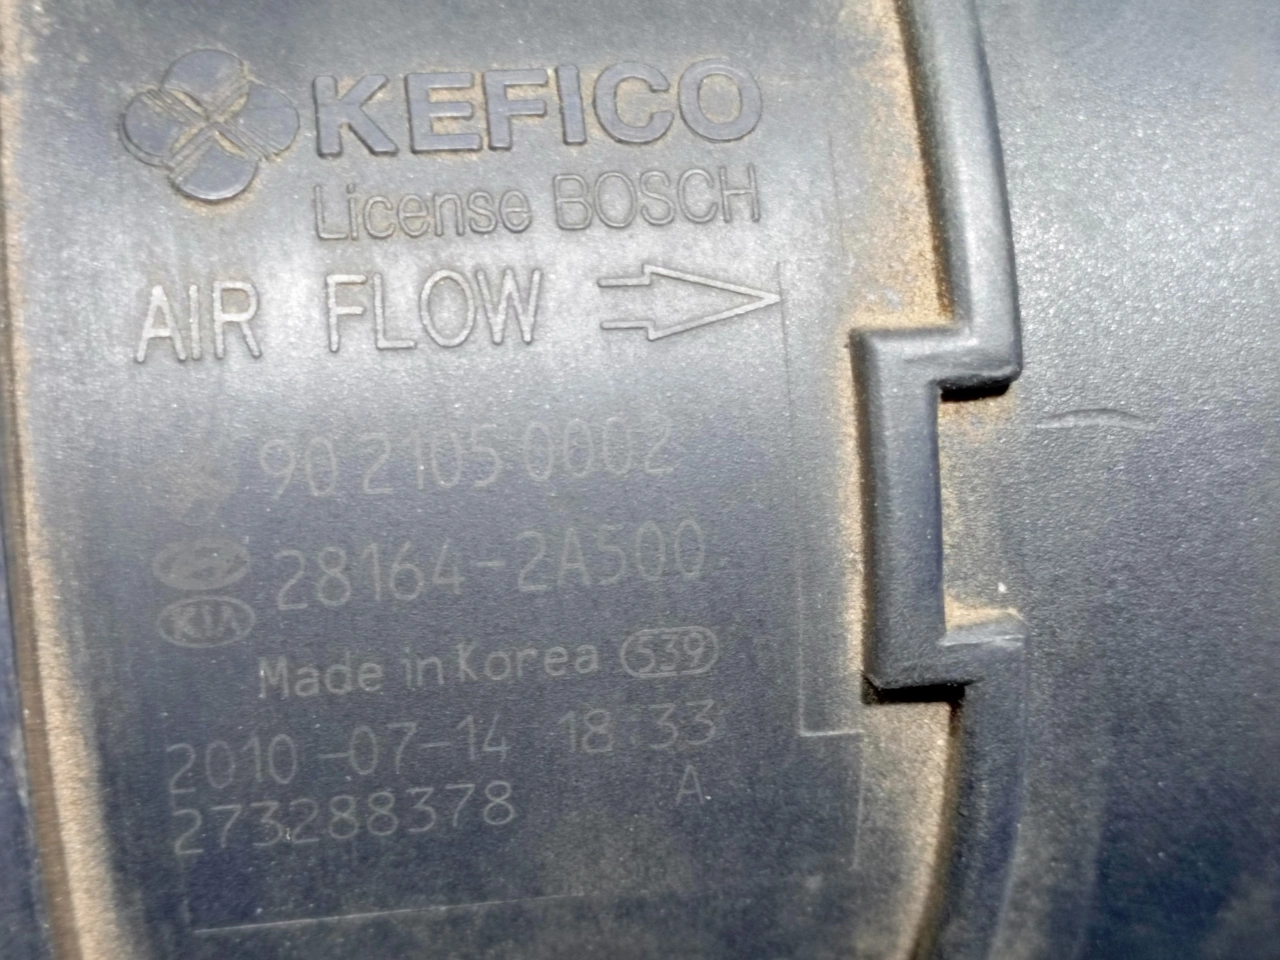 KEFICO
License BOSCH
AIR FLOW
90 2105 0002
28164-2A500
KIA
Made in Korea 539
2010-07-14 18:33
273288378 A